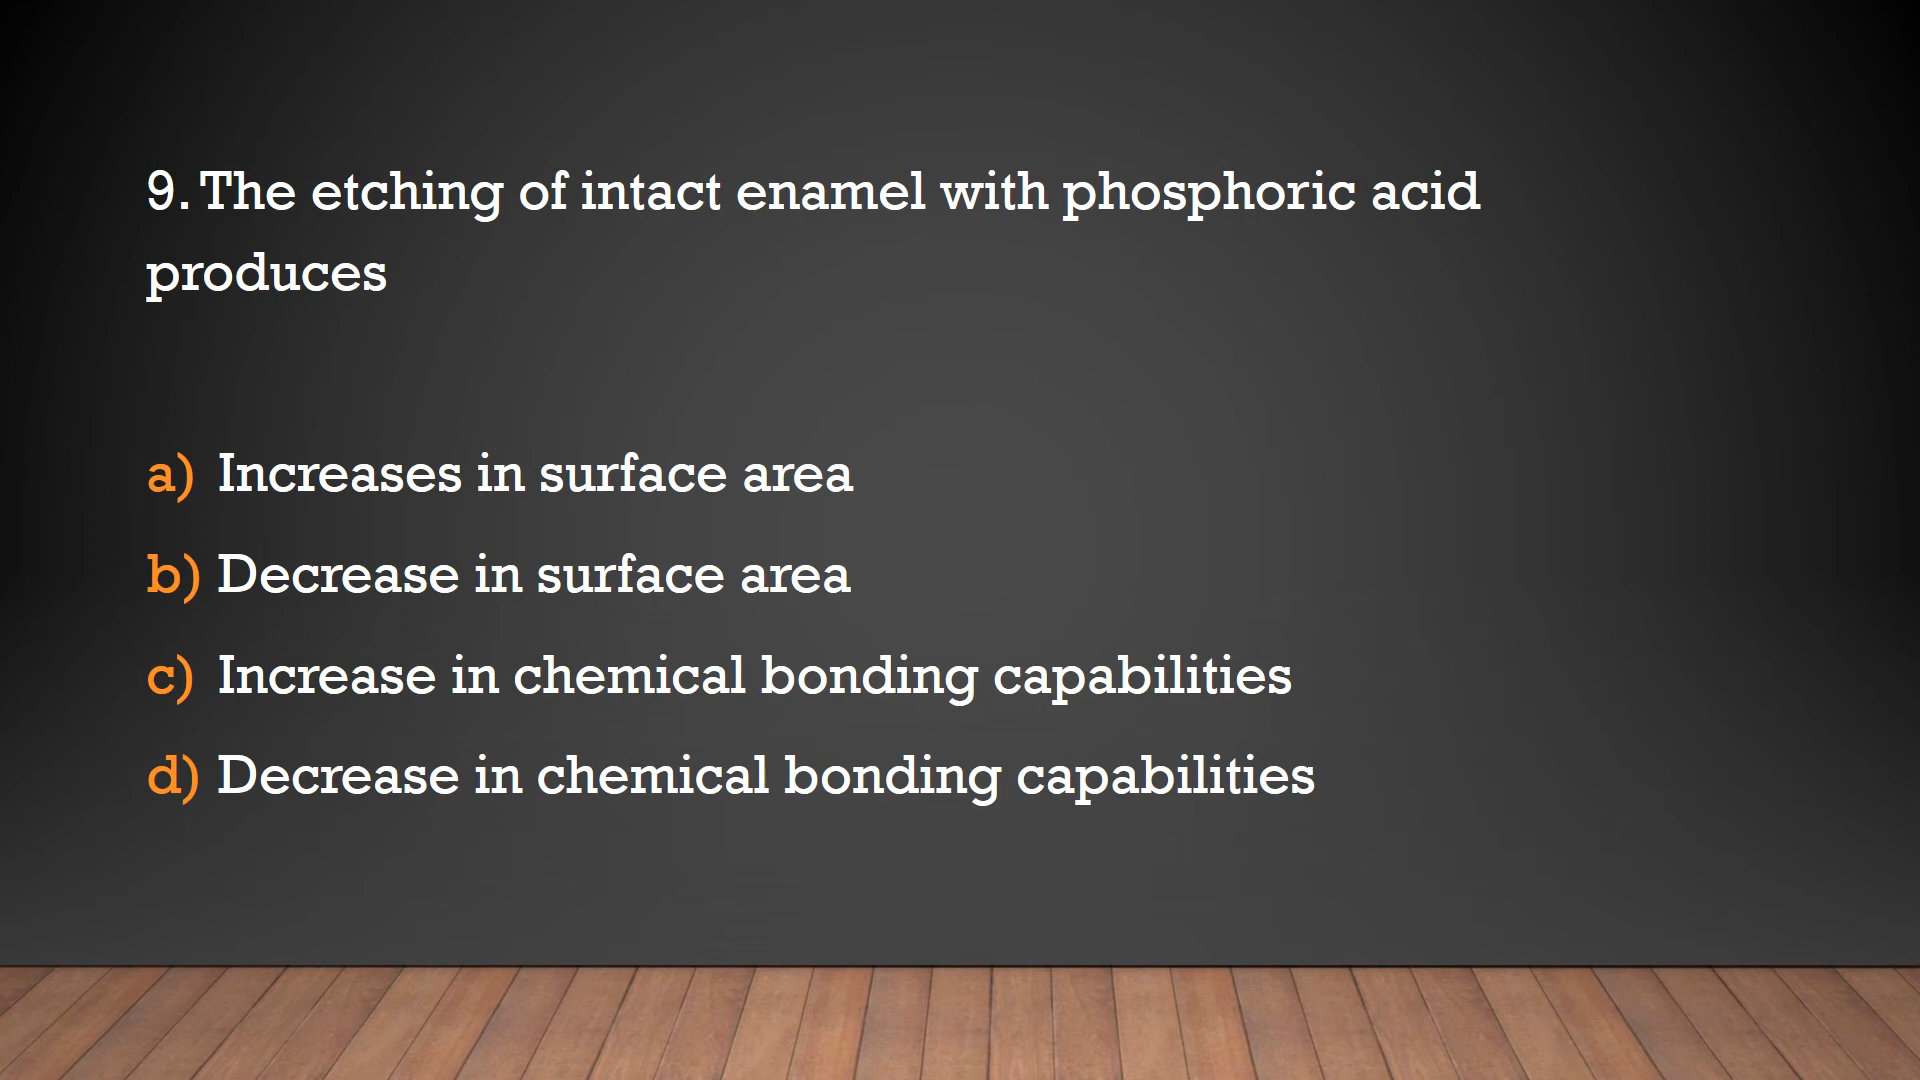 9. The etching of intact enamel with phosphoric acid
produces
a) Increases in surface area
b) Decrease in surface area
c) Increase in chemical bonding capabilities
d) Decrease in chemical bonding capabilities